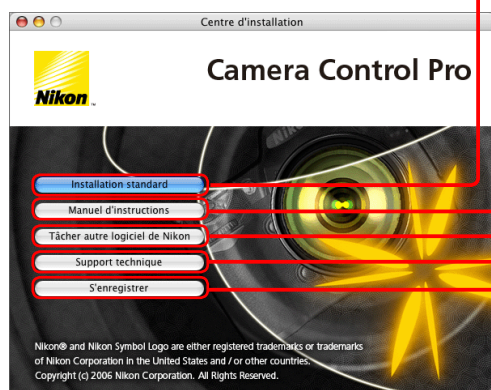 Centre d'installation
Nikon
Camera Control Pro
Installation standard
Manuel d'instructions
Tâcher autre logiciel de Nikon
Support technique
S'enregistrer
Nikon® and Nikon Symbol Logo are either registered trademarks or trademarks
of Nikon Corporation in the United States and / or other countries.
Copyright (c) 2006 Nikon Corporation. All Rights Reserved.